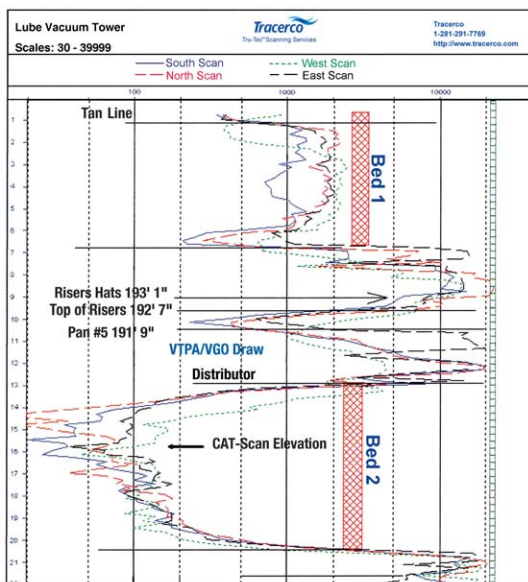 Lube Vacuum Tower
Scales: 30 - 39999
Tracerco
Tru-Tec™Scanning Services
Tracerco
1-281-291-7769
http://www.tracerco.com
South Scan
West Scan
North Scan
East Scan
100
1000
10000
Tan Line
Bed 1
Risers Hats 193' 1"
Top of Risers 192' 7"
Pan #5 191' 9"
VTPA/VGO Draw
Distributor
CAT-Scan Elevation
Bed 2
1
2
3
4
5
6
7
8
9
10
11
12
13
14
15
16
17
18
19
20
21